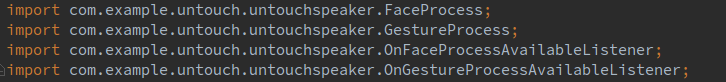 import com.example.untouch.untouchspeaker.FaceProcess;
import com.example.untouch.untouchspeaker.GestureProcess;
import com.example.untouch.untouchspeaker.OnFaceProcessAvailableListener;
import com.example.untouch.untouchspeaker.OnGestureProcessAvailableListener;